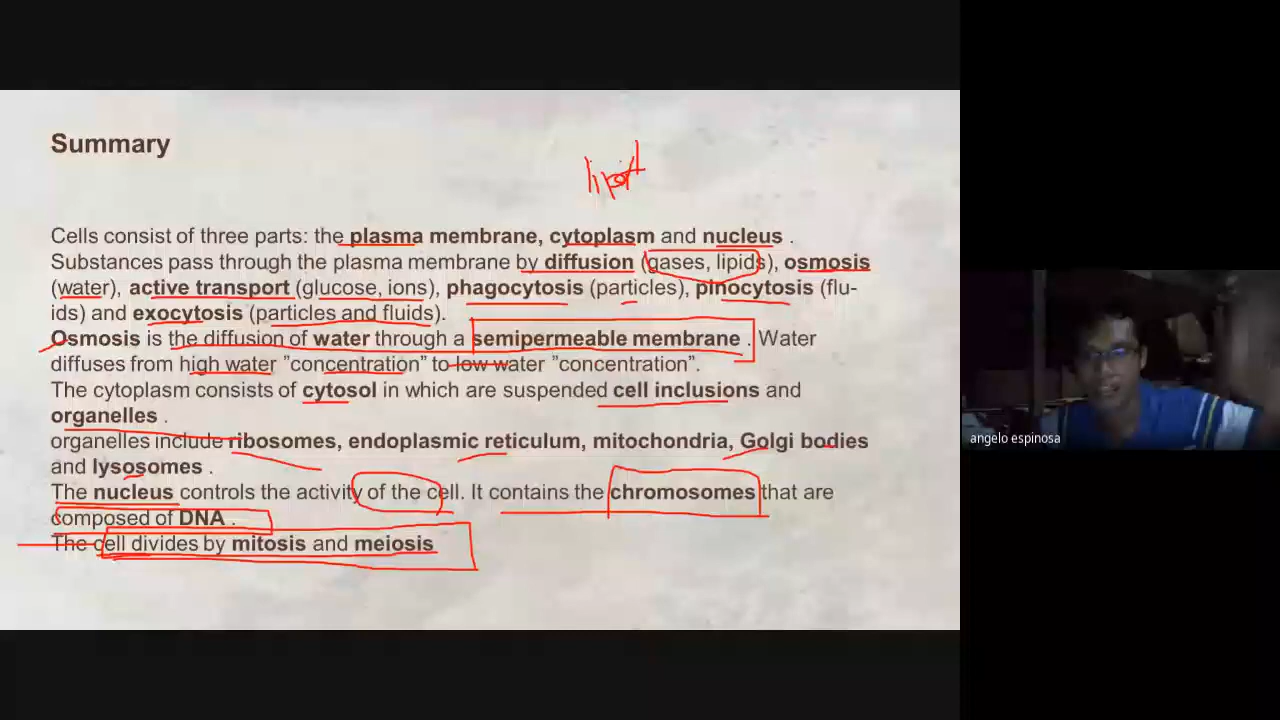 Summary
lipid
Cells consist of three parts: the plasma membrane, cytoplasm and nucleus .
Substances pass through the plasma membrane by diffusion (gases, lipids), osmosis
(water), active transport (glucose, ions), phagocytosis (particles), pinocytosis (flu-
ids) and exocytosis (particles and fluids).
Osmosis is the diffusion of water through a semipermeable membrane . Water
diffuses from high water ”concentration” to low water ”concentration”.
The cytoplasm consists of cytosol in which are suspended cell inclusions and
organelles .
organelles include ribosomes, endoplasmic reticulum, mitochondria, Golgi bodies
and lysosomes .
The nucleus controls the activity of the cell. It contains the chromosomes that are
composed of DNA .
The cell divides by mitosis and meiosis
angelo espinosa